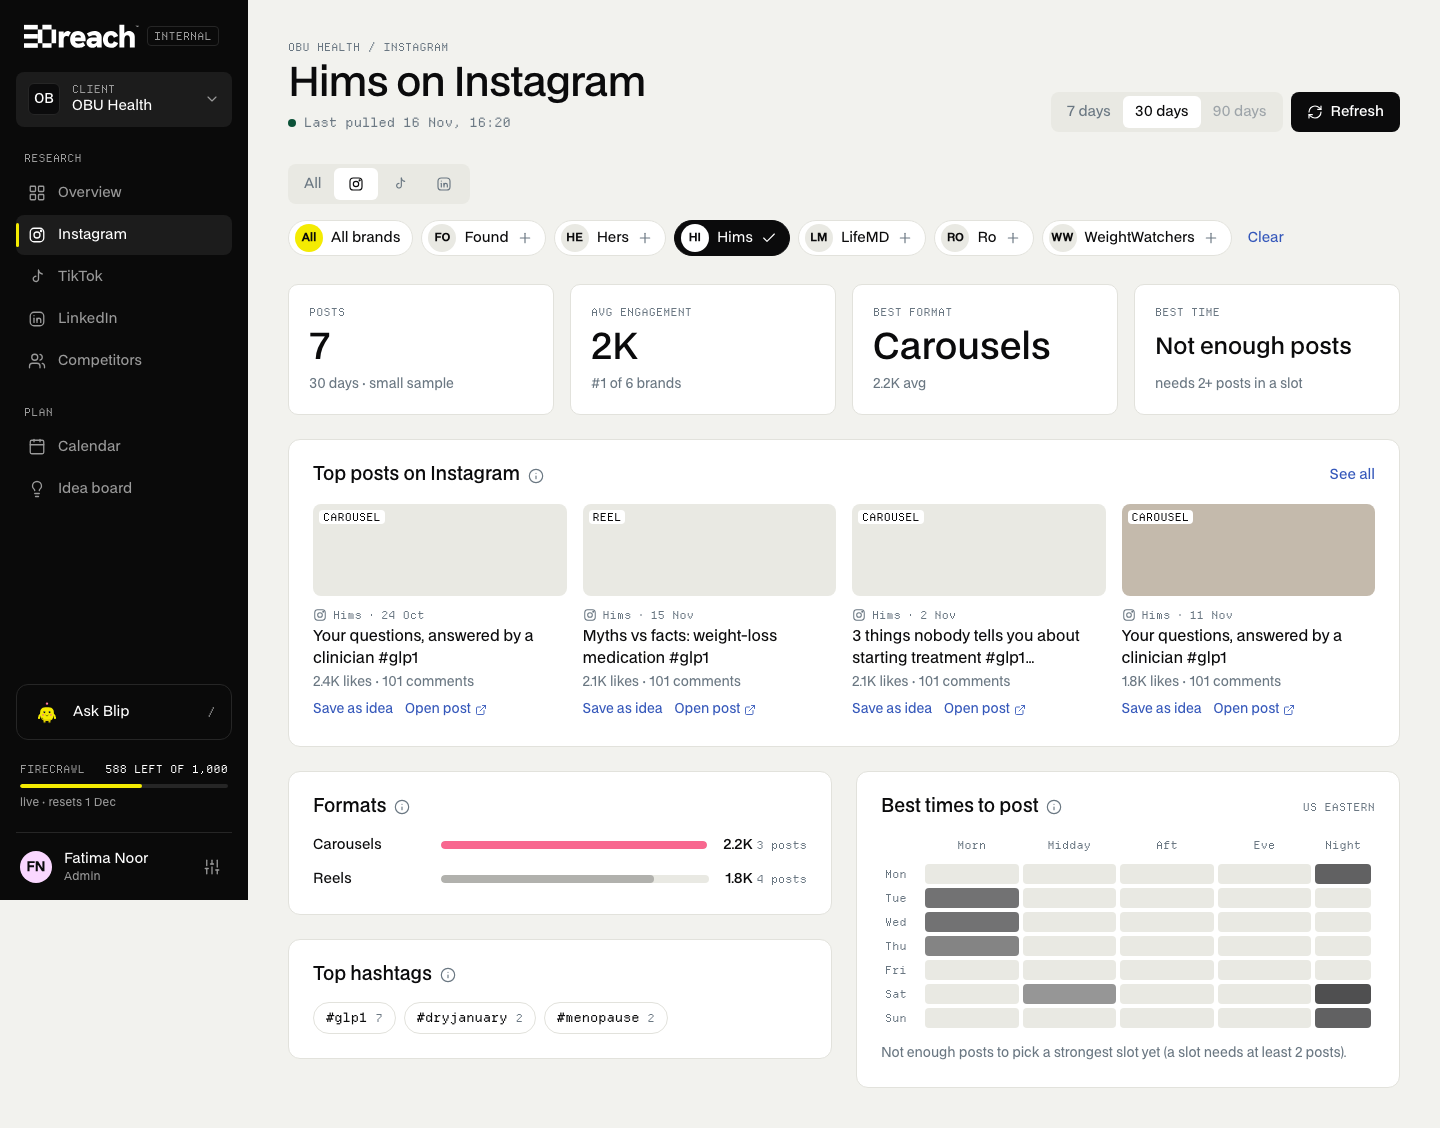 reach
INTERNAL
OB
CLIENT
OBU Health
RESEARCH
Overview
Instagram
TikTok
LinkedIn
Competitors
PLAN
Calendar
Idea board
Ask Blip
/
FIRECRAWL 588 LEFT OF 1,000
live · resets 1 Dec
FN
Fatima Noor
Admin
OBU HEALTH / INSTAGRAM
Hims on Instagram
Last pulled 16 Nov, 16:20
7 days 30 days 90 days
Refresh
All
All All brands
FO Found
HE Hers
HI Hims
LM LifeMD
RO Ro
WW WeightWatchers
Clear
POSTS
7
30 days · small sample
AVG ENGAGEMENT
2K
#1 of 6 brands
BEST FORMAT
Carousels
2.2K avg
BEST TIME
Not enough posts
needs 2+ posts in a slot
Top posts on Instagram
See all
CAROUSEL
Hims · 24 Oct
Your questions, answered by a
clinician #glp1
2.4K likes · 101 comments
Save as idea Open post
REEL
Hims · 15 Nov
Myths vs facts: weight-loss
medication #glp1
2.1K likes · 101 comments
Save as idea Open post
CAROUSEL
Hims · 2 Nov
3 things nobody tells you about
starting treatment #glp1...
2.1K likes · 101 comments
Save as idea Open post
CAROUSEL
Hims · 11 Nov
Your questions, answered by a
clinician #glp1
1.8K likes · 101 comments
Save as idea Open post
Formats
Carousels 2.2K 3 posts
Reels 1.8K 4 posts
Top hashtags
#glp1 7 #dryjanuary 2 #menopause 2
Best times to post
US EASTERN
Morn Midday Aft Eve Night
Mon
Tue
Wed
Thu
Fri
Sat
Sun
Not enough posts to pick a strongest slot yet (a slot needs at least 2 posts).